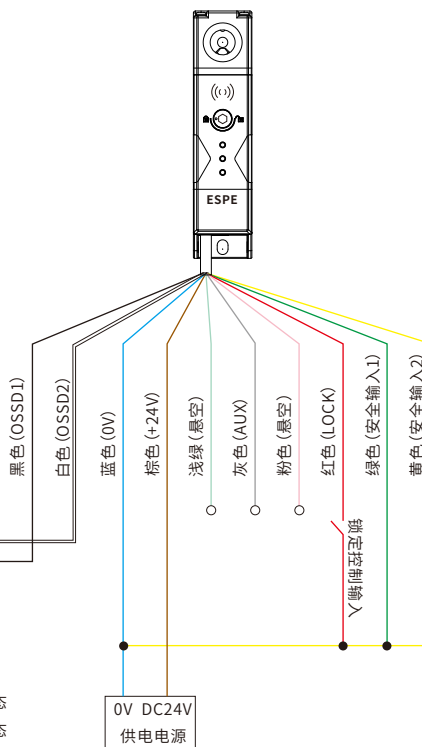 ESPE
黑色(OSSD1)
白色(OSSD2)
蓝色(0V)
棕色(+24V)
浅绿(悬空)
灰色(AUX)
粉色(悬空)
红色(LOCK)
绿色(安全输入1)
黄色(安全输入2)
锁定控制输入
0V DC24V
供电电源
态
态